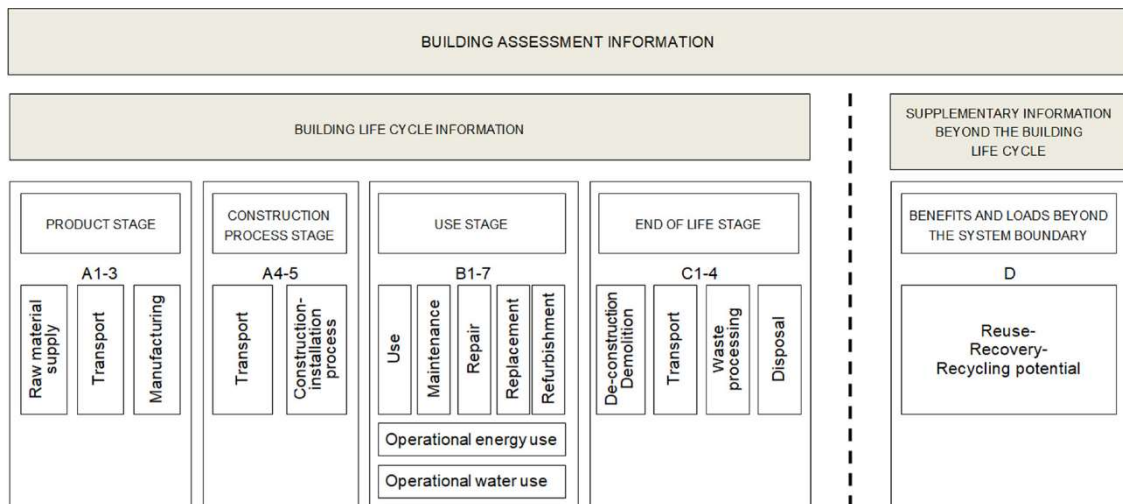 BUILDING ASSESSMENT INFORMATION
BUILDING LIFE CYCLE INFORMATION
SUPPLEMENTARY INFORMATION
BEYOND THE BUILDING
LIFE CYCLE
PRODUCT STAGE
CONSTRUCTION
PROCESS STAGE
USE STAGE
END OF LIFE STAGE
BENEFITS AND LOADS BEYOND
THE SYSTEM BOUNDARY
A1-3
A4-5
B1-7
C1-4
D
Raw material
supply
Transport
Manufacturing
Transport
Construction-
installation
process
Use
Maintenance
Repair
Replacement
Refurbishment
De-construction
Demolition
Transport
Waste
processing
Disposal
Reuse-
Recovery-
Recycling potential
Operational energy use
Operational water use